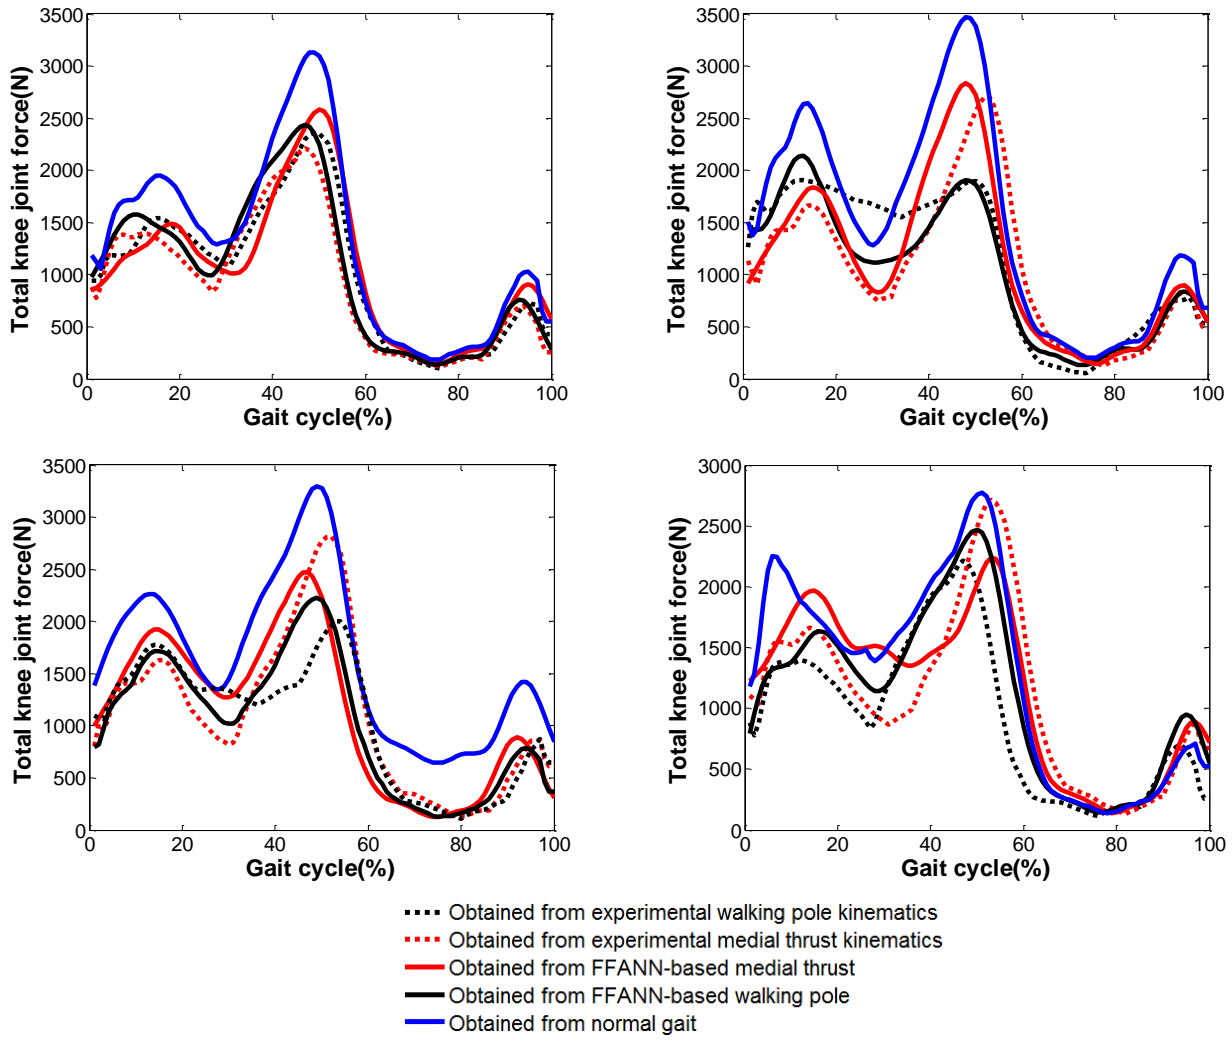 3500
3000
2500
2000
1500
1000
500
0
Total knee joint force(N)
0 20 40 60 80 100
Gait cycle(%)
3500
3000
2500
2000
1500
1000
500
0
Total knee joint force(N)
0 20 40 60 80 100
Gait cycle(%)
3500
3000
2500
2000
1500
1000
500
0
Total knee joint force(N)
0 20 40 60 80 100
Gait cycle(%)
3000
2500
2000
1500
1000
500
0
Total knee joint force(N)
0 20 40 60 80 100
Gait cycle(%)
Obtained from experimental walking pole kinematics
Obtained from experimental medial thrust kinematics
Obtained from FFANN-based medial thrust
Obtained from FFANN-based walking pole
Obtained from normal gait